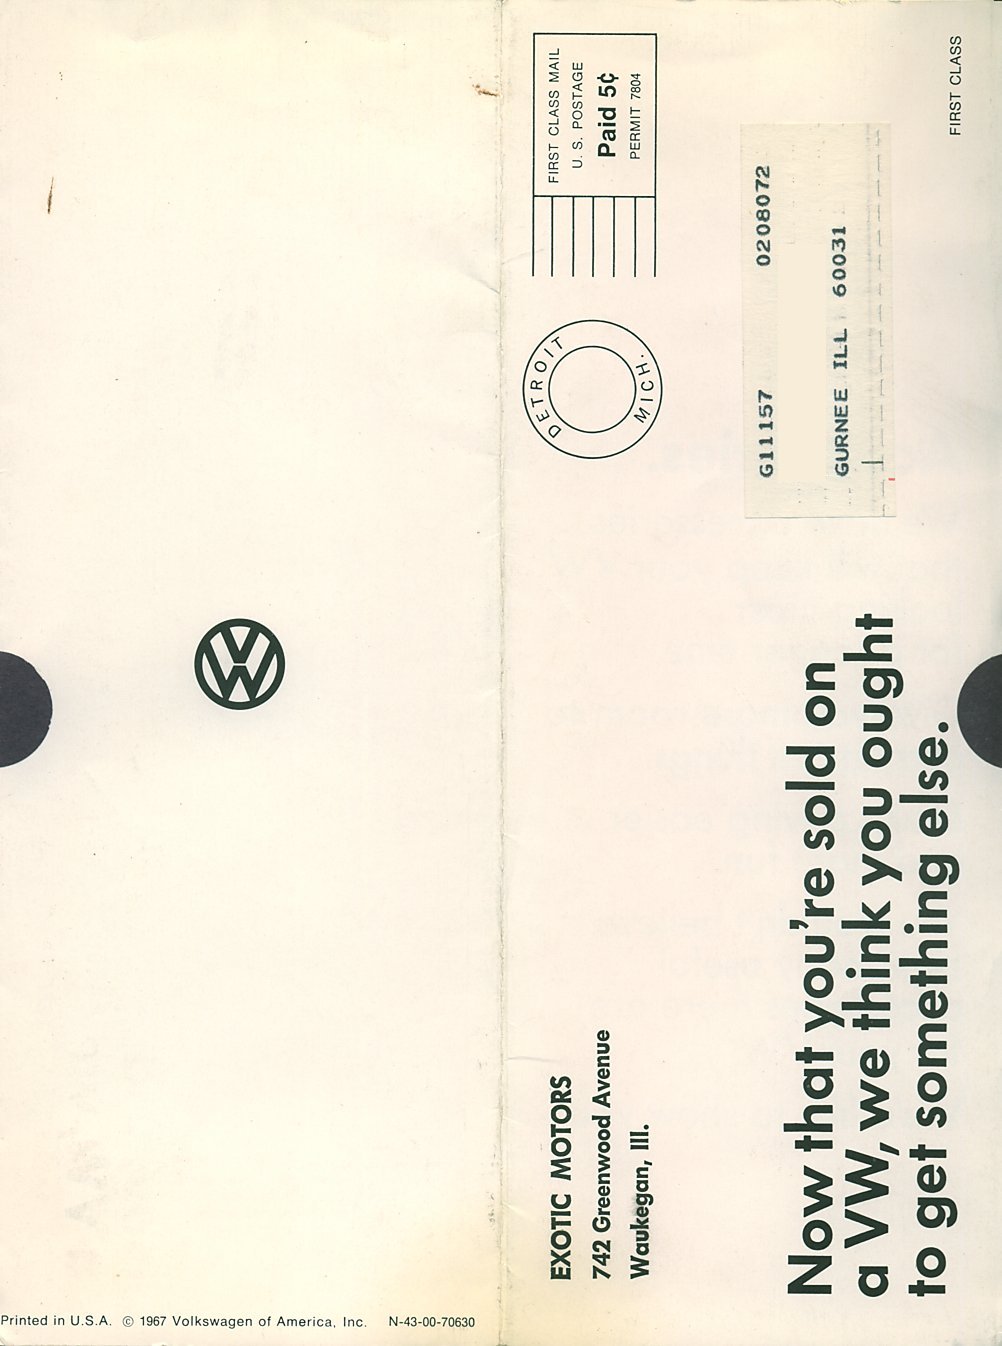 FIRST CLASS MAIL
U. S. POSTAGE
Paid 5¢
PERMIT 7804
DETROIT
MICH.
FIRST CLASS
G11157 0208072
GURNEE ILL 60031
EXOTIC MOTORS
742 Greenwood Avenue
Waukegan, Ill.
Now that you're sold on
a VW, we think you ought
to get something else.
VW
Printed in U.S.A. © 1967 Volkswagen of America, Inc. N-43-00-70630